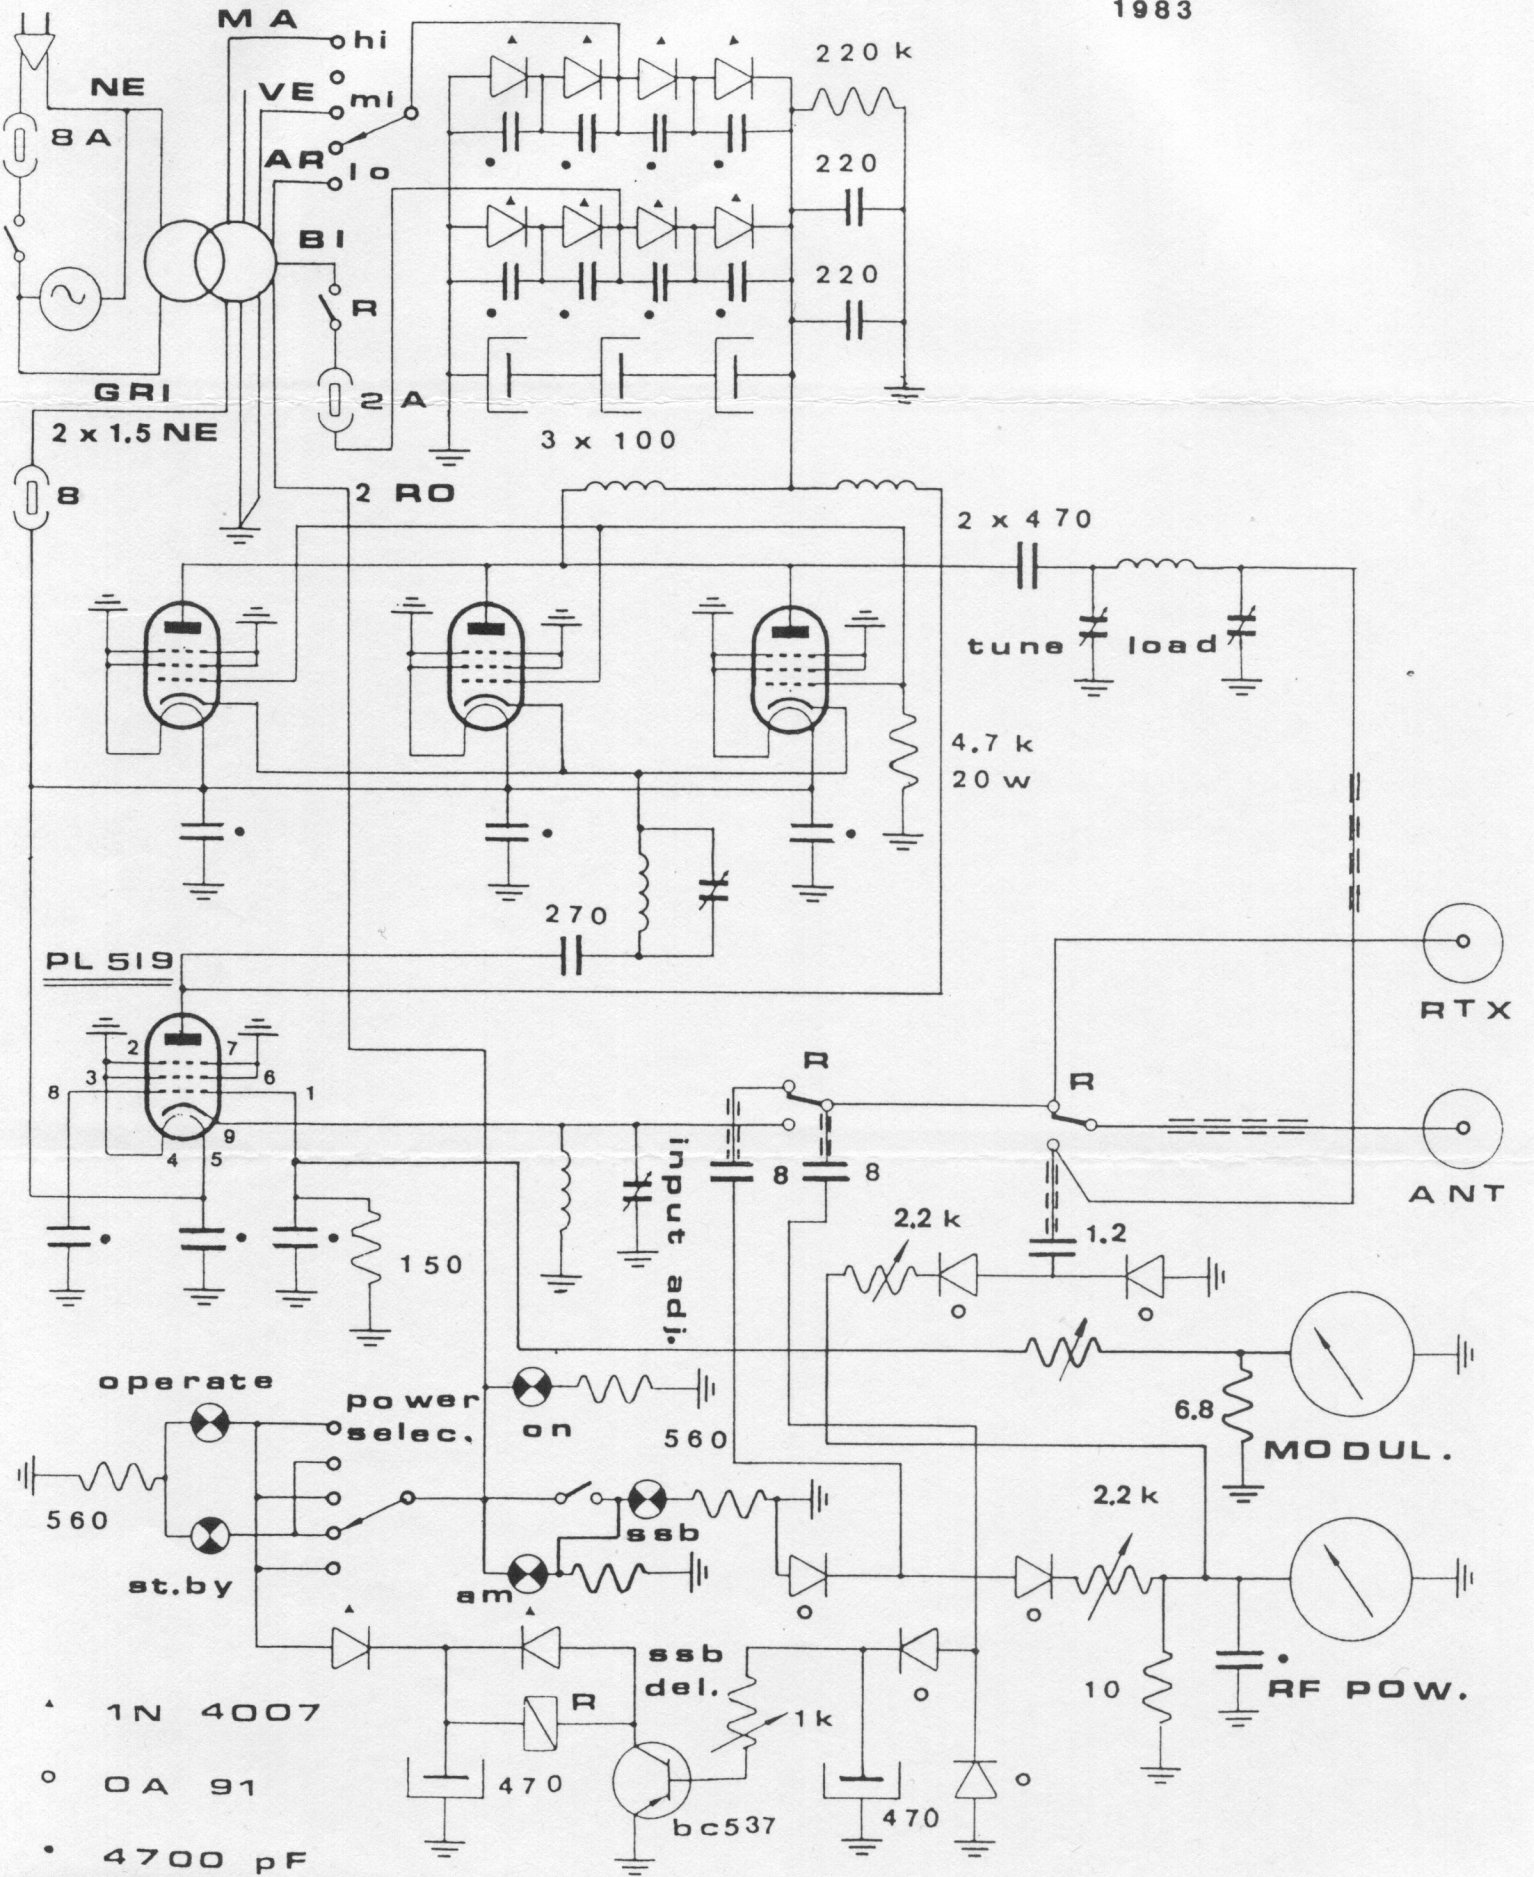 1983
MA
hi
NE
VE
mi
220 k
8 A
AR
lo
220
BI
R
220
GRI
2 A
2 x 1.5 NE
3 x 100
8
2 RO
2 x 470
tune
load
4.7 k
20 w
270
PL 519
RTX
2
7
3
6
8
1
9
4
5
R
R
input adj.
8
8
ANT
2.2 k
1.2
150
operate
power
selec.
on
560
6.8
MODUL.
560
2.2 k
ssb
st.by
am
ssb
del.
R
1k
10
RF POW.
1N 4007
OA 91
470
470
bc537
4700 pF